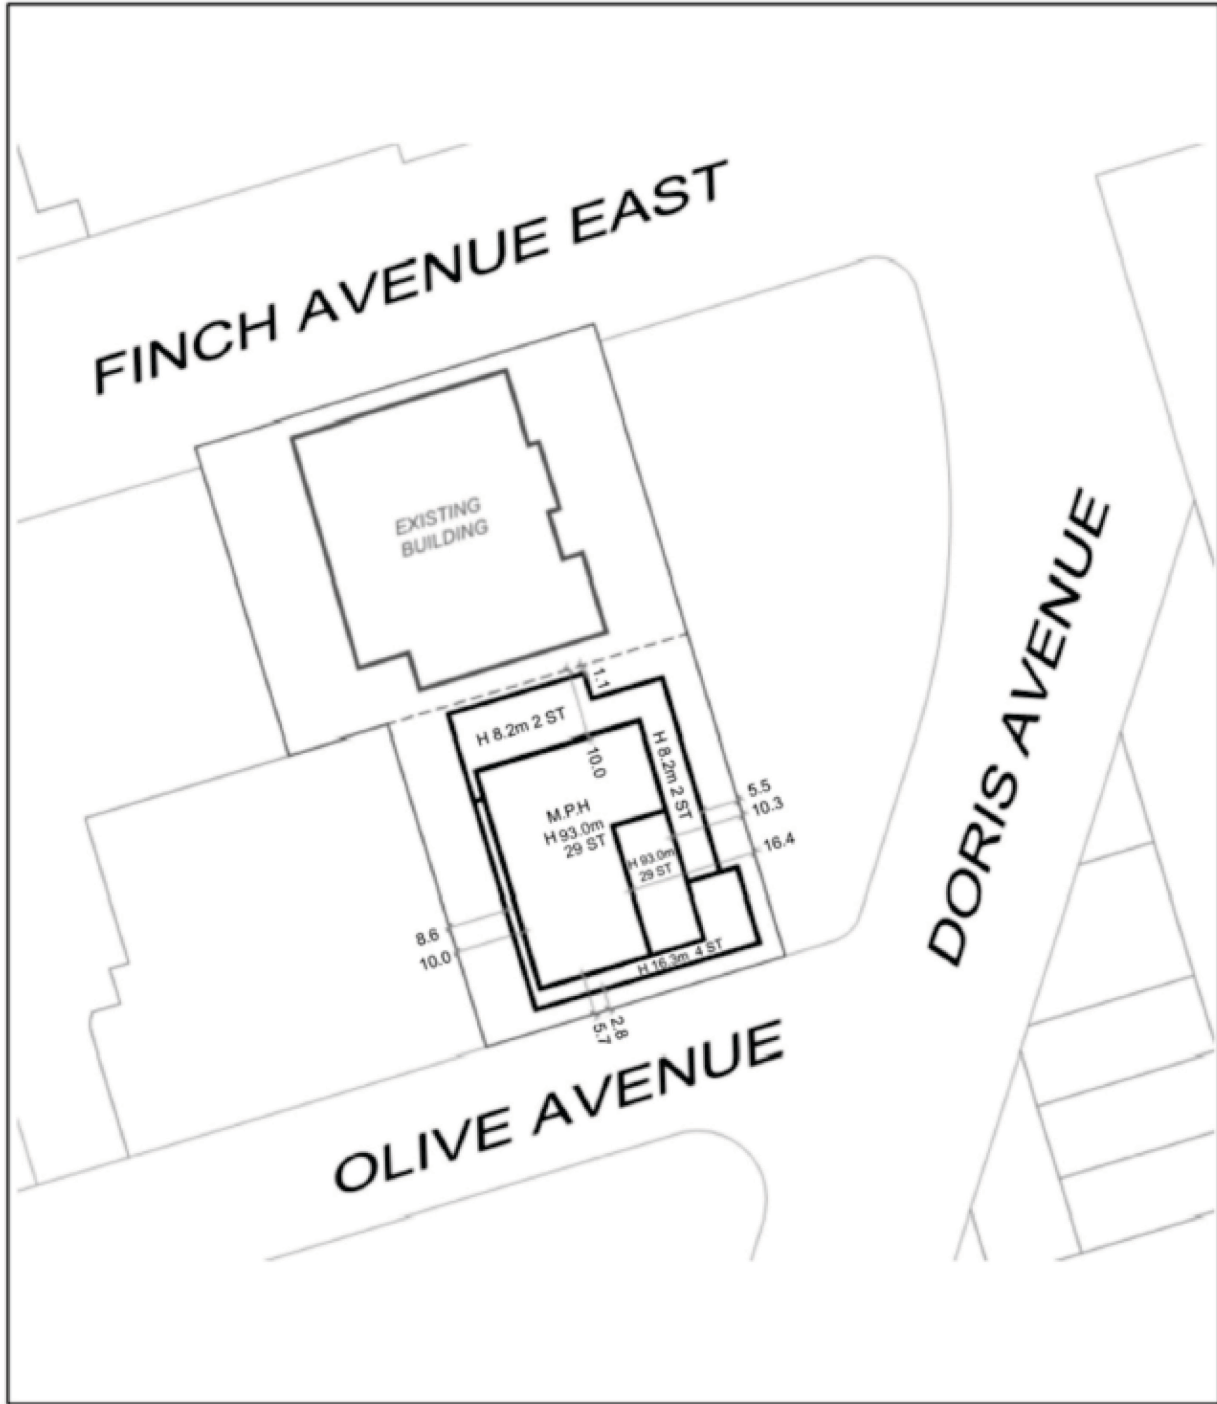 FINCH AVENUE EAST
EXISTING
BUILDING
DORIS AVENUE
1.1
H 8.2m 2 ST
10.0
H 8.2m 2 ST
5.5
10.3
16.4
M.P.H
H 93.0m
29 ST
H 93.0m
29 ST
8.6
10.0
H 16.3m 4 ST
2.8
5.7
OLIVE AVENUE